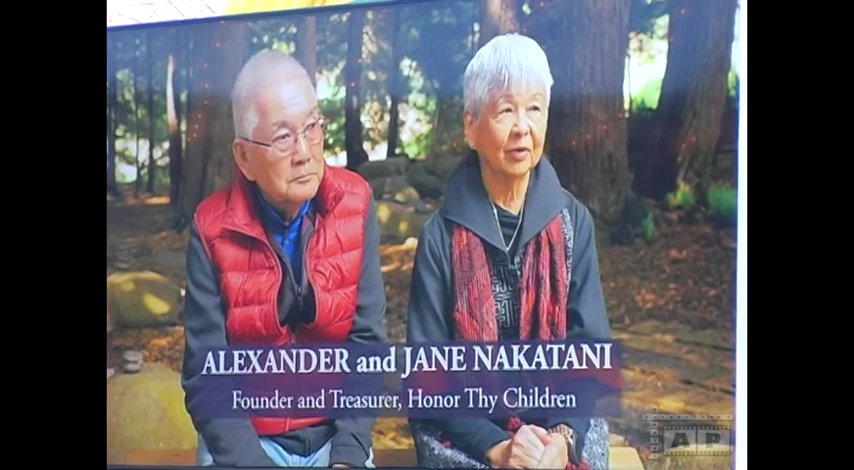 ALEXANDER and JANE NAKATANI
Founder and Treasurer, Honor Thy Children
AP